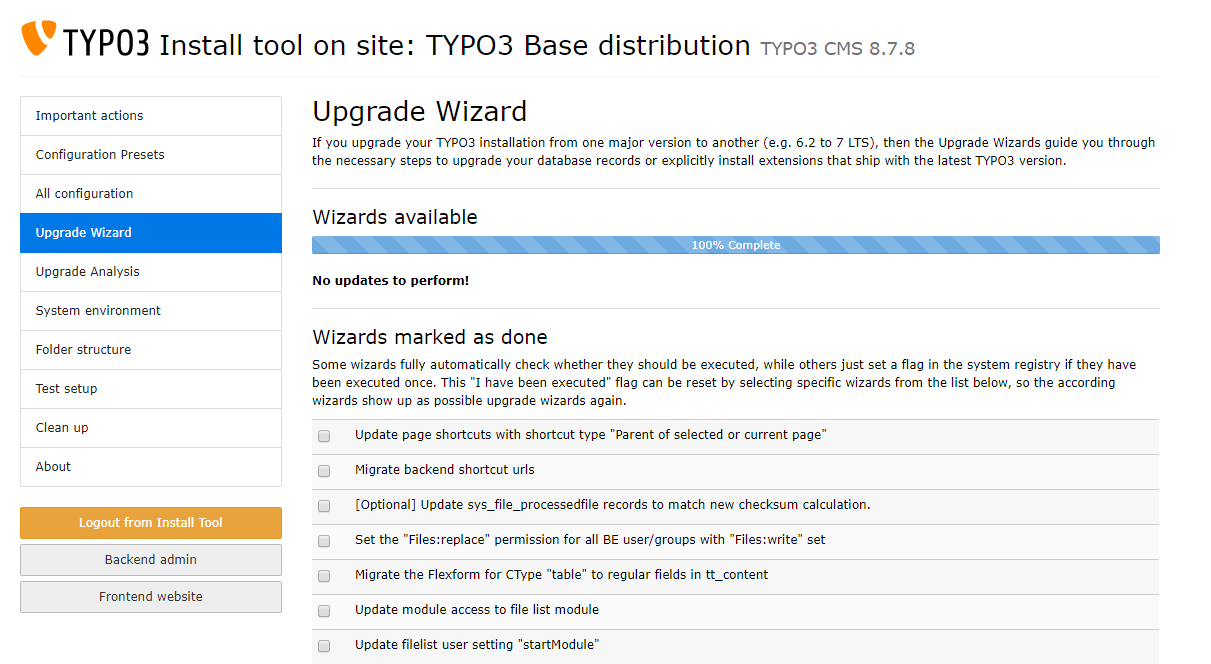 TYPO3 Install tool on site: TYPO3 Base distribution TYPO3 CMS 8.7.8
Important actions
Configuration Presets
All configuration
Upgrade Wizard
Upgrade Analysis
System environment
Folder structure
Test setup
Clean up
About
Logout from Install Tool
Backend admin
Frontend website
Upgrade Wizard
If you upgrade your TYPO3 installation from one major version to another (e.g. 6.2 to 7 LTS), then the Upgrade Wizards guide you through
the necessary steps to upgrade your database records or explicitly install extensions that ship with the latest TYPO3 version.
Wizards available
100% Complete
No updates to perform!
Wizards marked as done
Some wizards fully automatically check whether they should be executed, while others just set a flag in the system registry if they have
been executed once. This "I have been executed" flag can be reset by selecting specific wizards from the list below, so the according
wizards show up as possible upgrade wizards again.
Update page shortcuts with shortcut type "Parent of selected or current page"
Migrate backend shortcut urls
[Optional] Update sys_file_processedfile records to match new checksum calculation.
Set the "Files:replace" permission for all BE user/groups with "Files:write" set
Migrate the Flexform for CType "table" to regular fields in tt_content
Update module access to file list module
Update filelist user setting "startModule"